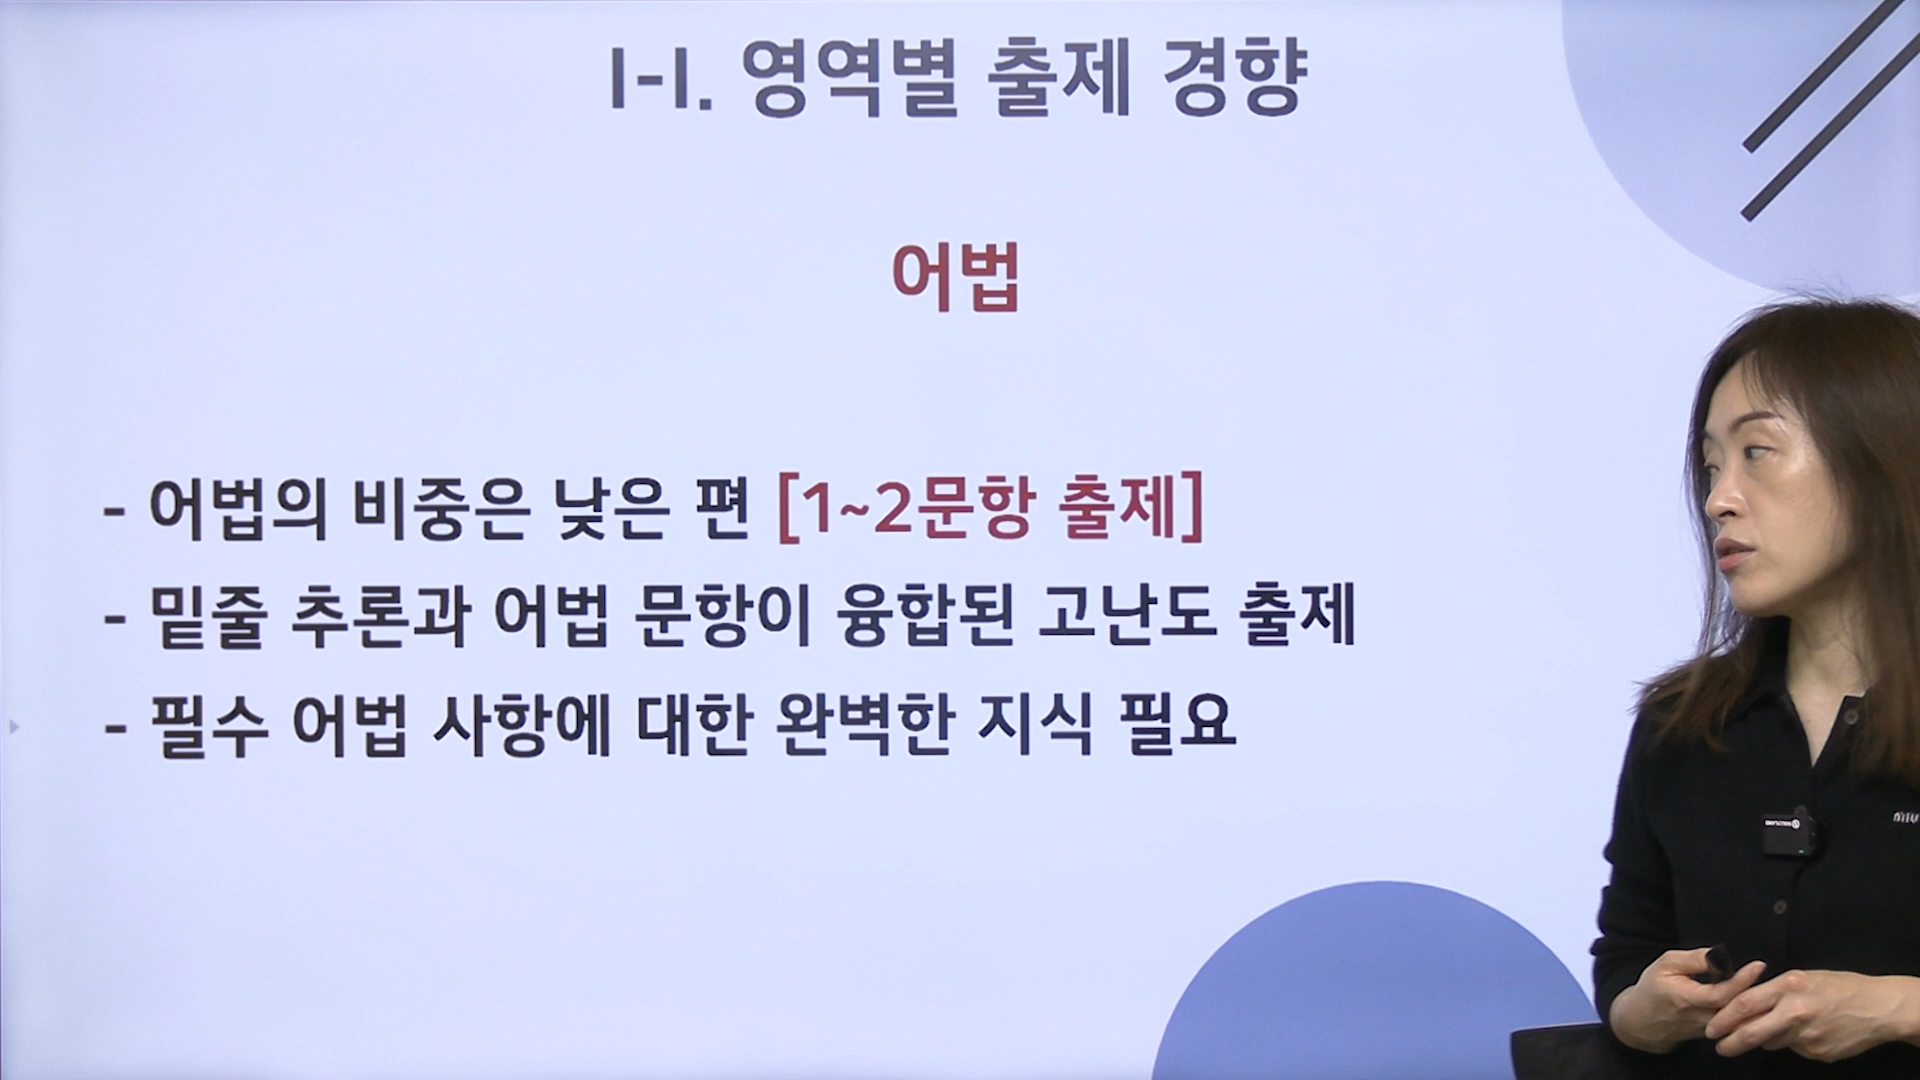 I-I. 영역별 출제 경향
어법
- 어법의 비중은 낮은 편 [1~2문항 출제]
- 밑줄 추론과 어법 문항이 융합된 고난도 출제
- 필수 어법 사항에 대한 완벽한 지식 필요